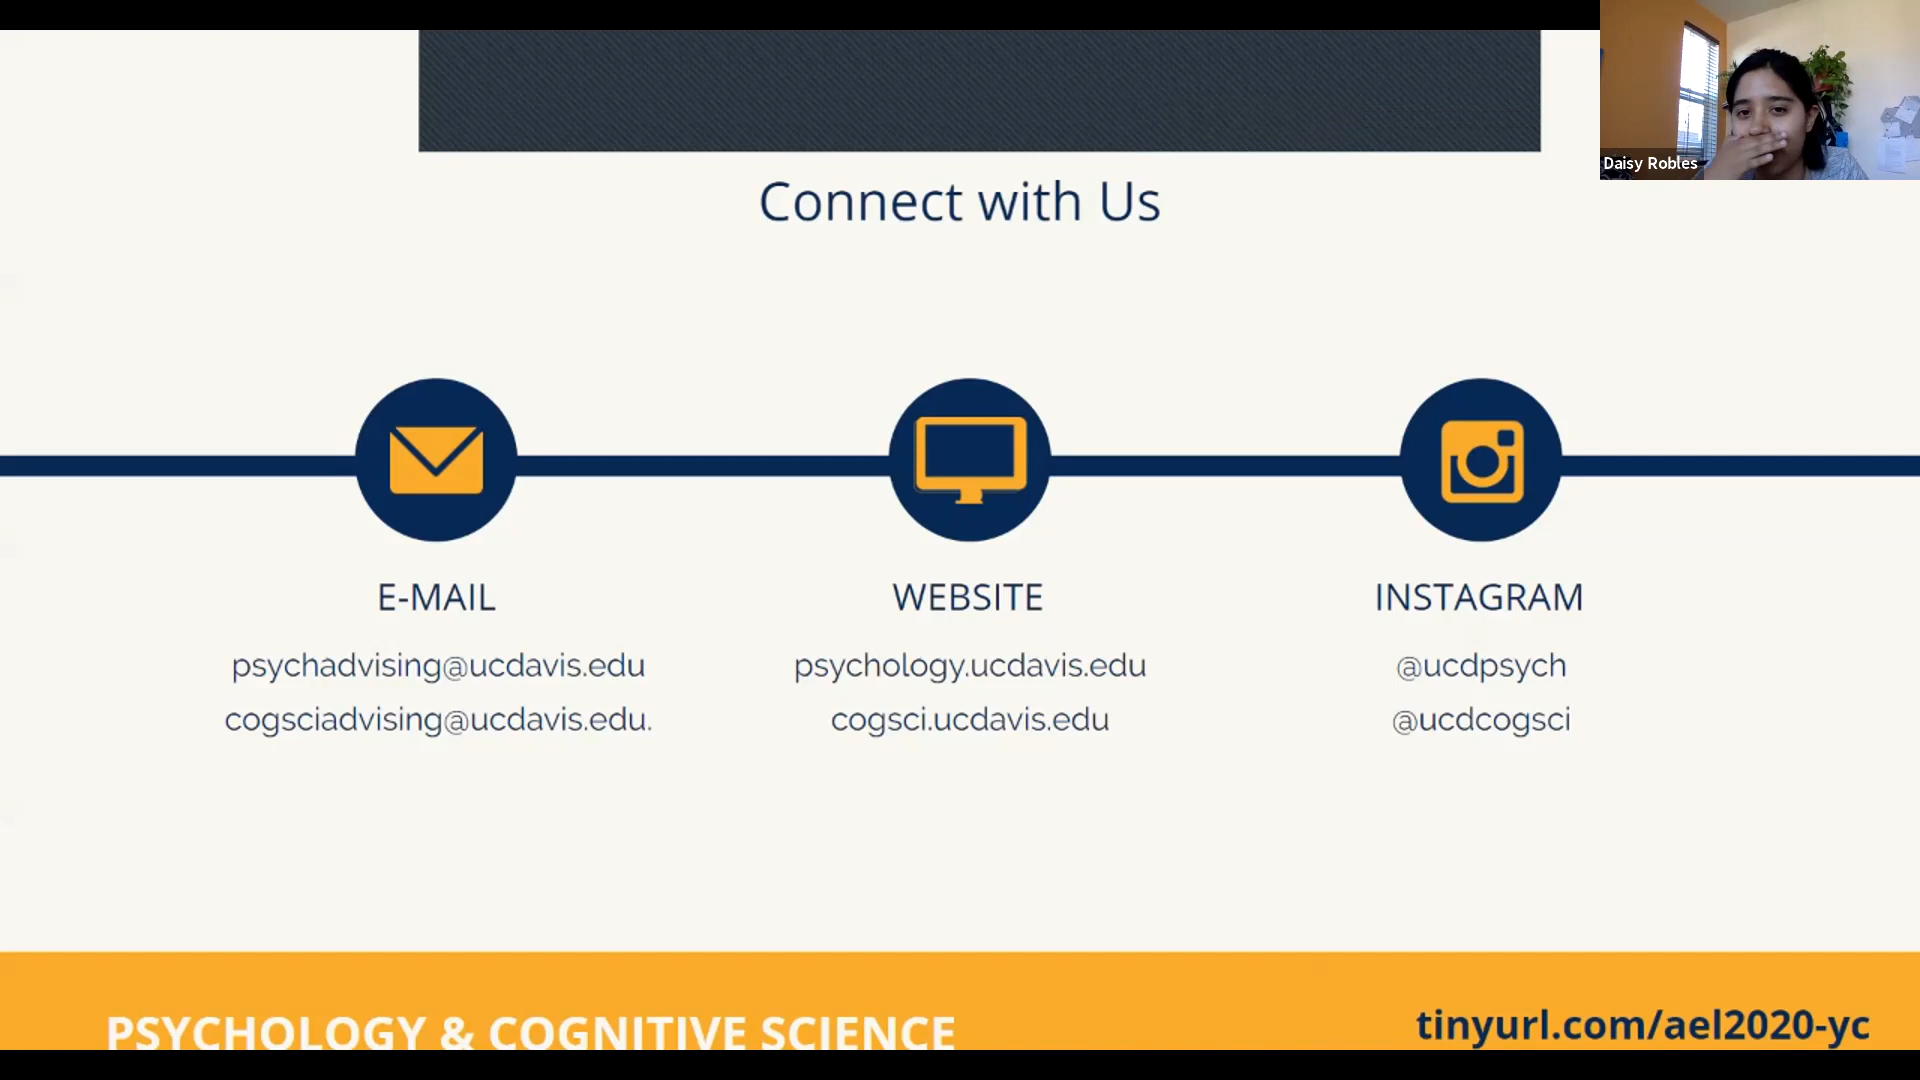 Daisy Robles
Connect with Us
E-MAIL
psychadvising@ucdavis.edu
cogsciadvising@ucdavis.edu.
WEBSITE
psychology.ucdavis.edu
cogsci.ucdavis.edu
INSTAGRAM
@ucdpsych
@ucdcogsci
PSYCHOLOGY & COGNITIVE SCIENCE
tinyurl.com/ael2020-yc